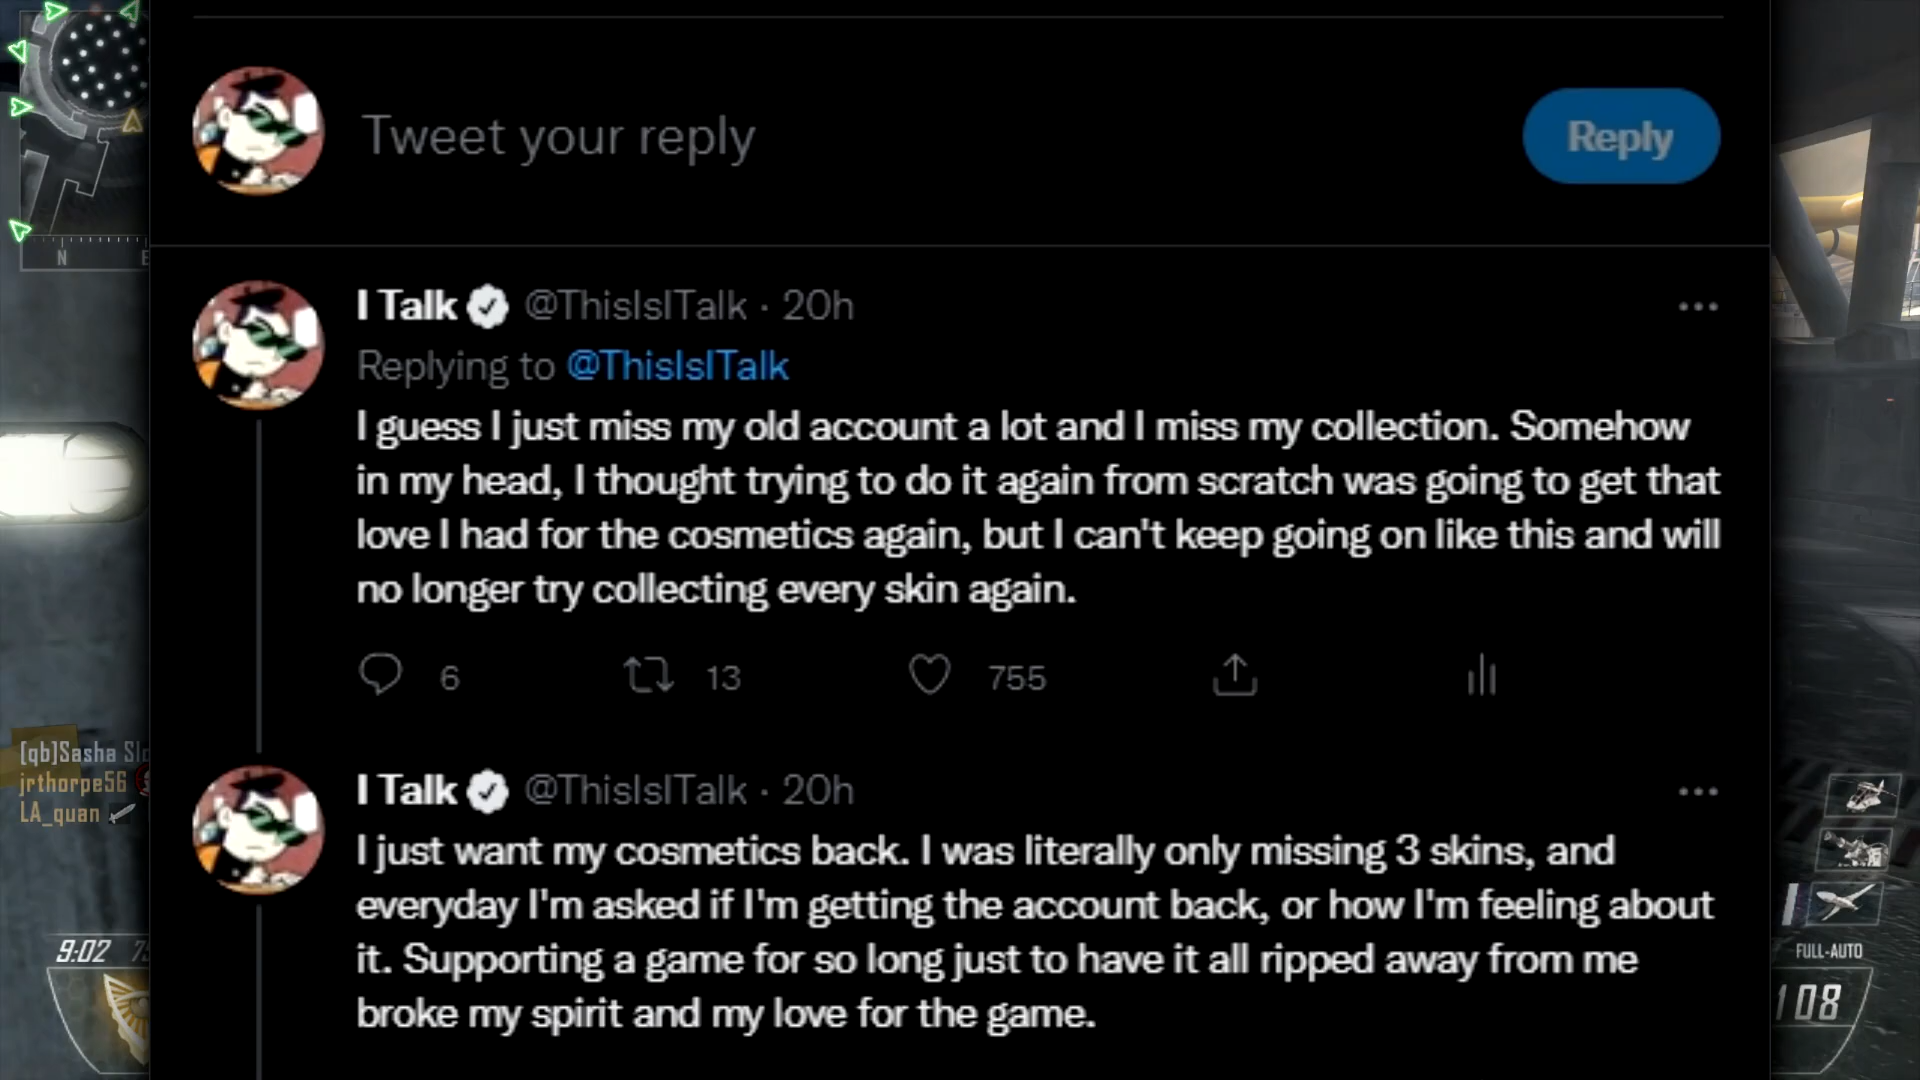 Tweet your reply
Reply
I Talk @ThisIsITalk · 20h
Replying to @ThisIsITalk
I guess I just miss my old account a lot and I miss my collection. Somehow
in my head, I thought trying to do it again from scratch was going to get that
love I had for the cosmetics again, but I can't keep going on like this and will
no longer try collecting every skin again.
6 13 755
I Talk @ThisIsITalk · 20h
I just want my cosmetics back. I was literally only missing 3 skins, and
everyday I'm asked if I'm getting the account back, or how I'm feeling about
it. Supporting a game for so long just to have it all ripped away from me
broke my spirit and my love for the game.
N E
[qb]Sasha
jrthorpe56
LA_quan
9:02
FULL-AUTO
108